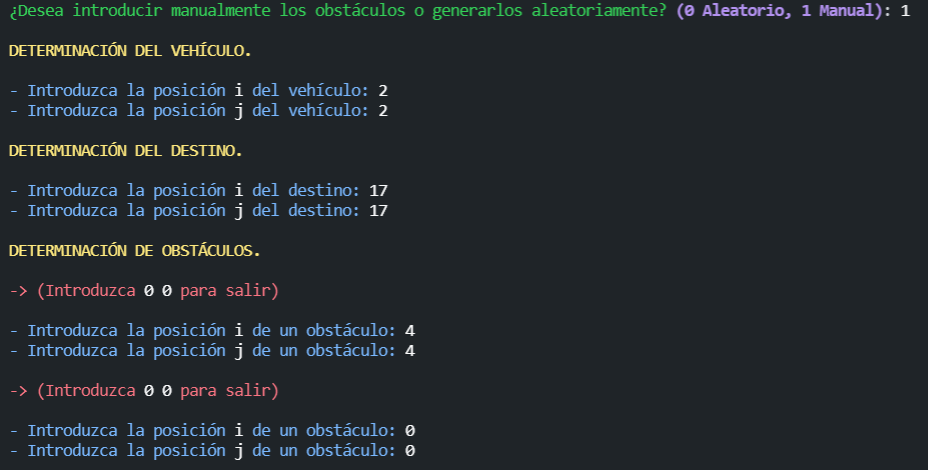 ¿Desea introducir manualmente los obstáculos o generarlos aleatoriamente? (0 Aleatorio, 1 Manual): 1
DETERMINACIÓN DEL VEHÍCULO.
- Introduzca la posición i del vehículo: 2
- Introduzca la posición j del vehículo: 2
DETERMINACIÓN DEL DESTINO.
- Introduzca la posición i del destino: 17
- Introduzca la posición j del destino: 17
DETERMINACIÓN DE OBSTÁCULOS.
-> (Introduzca 0 0 para salir)
- Introduzca la posición i de un obstáculo: 4
- Introduzca la posición j de un obstáculo: 4
-> (Introduzca 0 0 para salir)
- Introduzca la posición i de un obstáculo: 0
- Introduzca la posición j de un obstáculo: 0